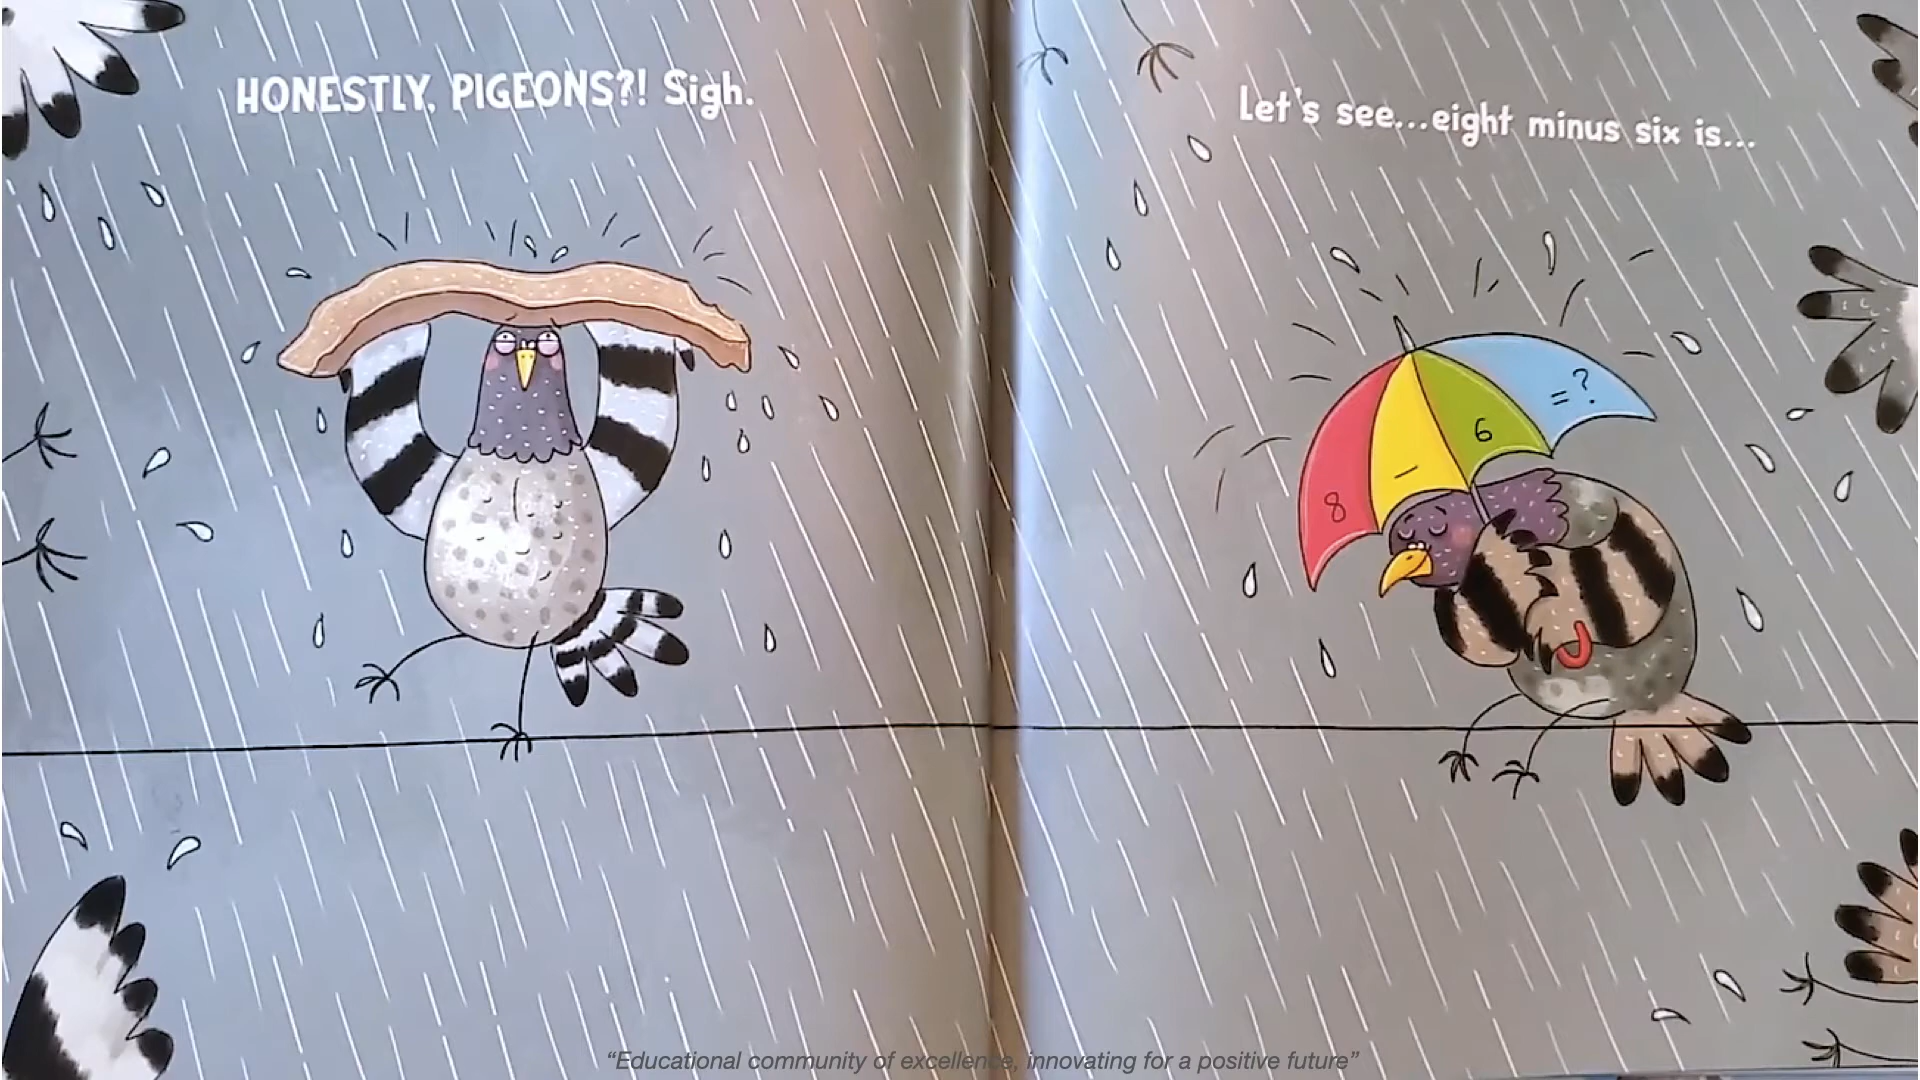 HONESTLY, PIGEONS?! Sigh.
Let's see...eight minus six is...
8 - 6 = ?
“Educational community of excellence, innovating for a positive future”